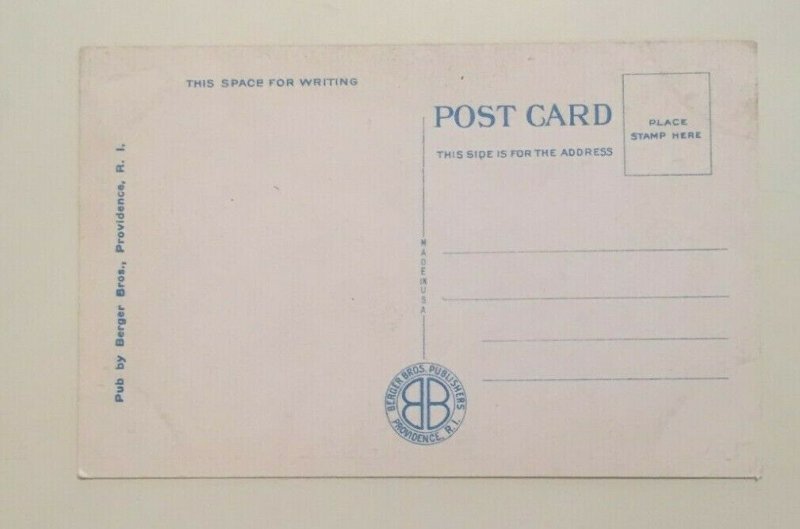 THIS SPACE FOR WRITING
POST CARD
THIS SIDE IS FOR THE ADDRESS
PLACE
STAMP HERE
Pub by Berger Bros., Providence, R. I.
MADE IN USA
BERGER BROS. PUBLISHERS
BB
PROVIDENCE, R. I.